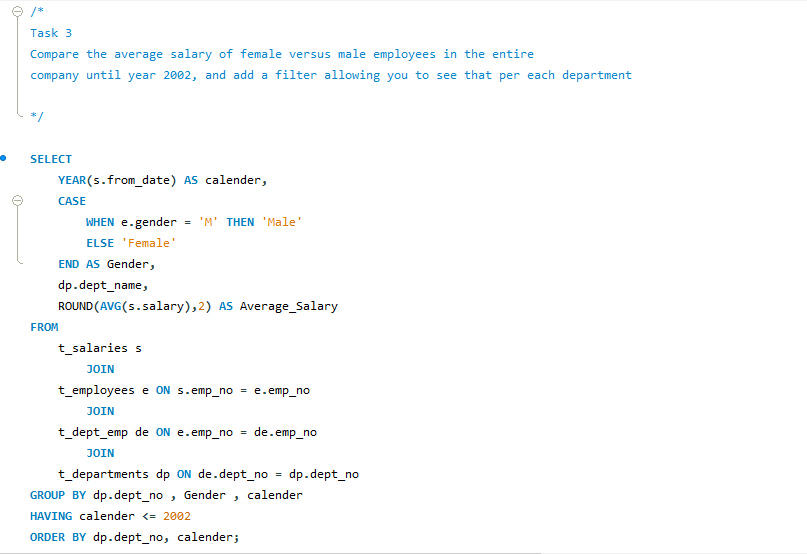 /*
Task 3
Compare the average salary of female versus male employees in the entire
company until year 2002, and add a filter allowing you to see that per each department
*/
SELECT
YEAR(s.from_date) AS calender,
CASE
WHEN e.gender = 'M' THEN 'Male'
ELSE 'Female'
END AS Gender,
dp.dept_name,
ROUND(AVG(s.salary),2) AS Average_Salary
FROM
t_salaries s
JOIN
t_employees e ON s.emp_no = e.emp_no
JOIN
t_dept_emp de ON e.emp_no = de.emp_no
JOIN
t_departments dp ON de.dept_no = dp.dept_no
GROUP BY dp.dept_no , Gender , calender
HAVING calender <= 2002
ORDER BY dp.dept_no, calender;